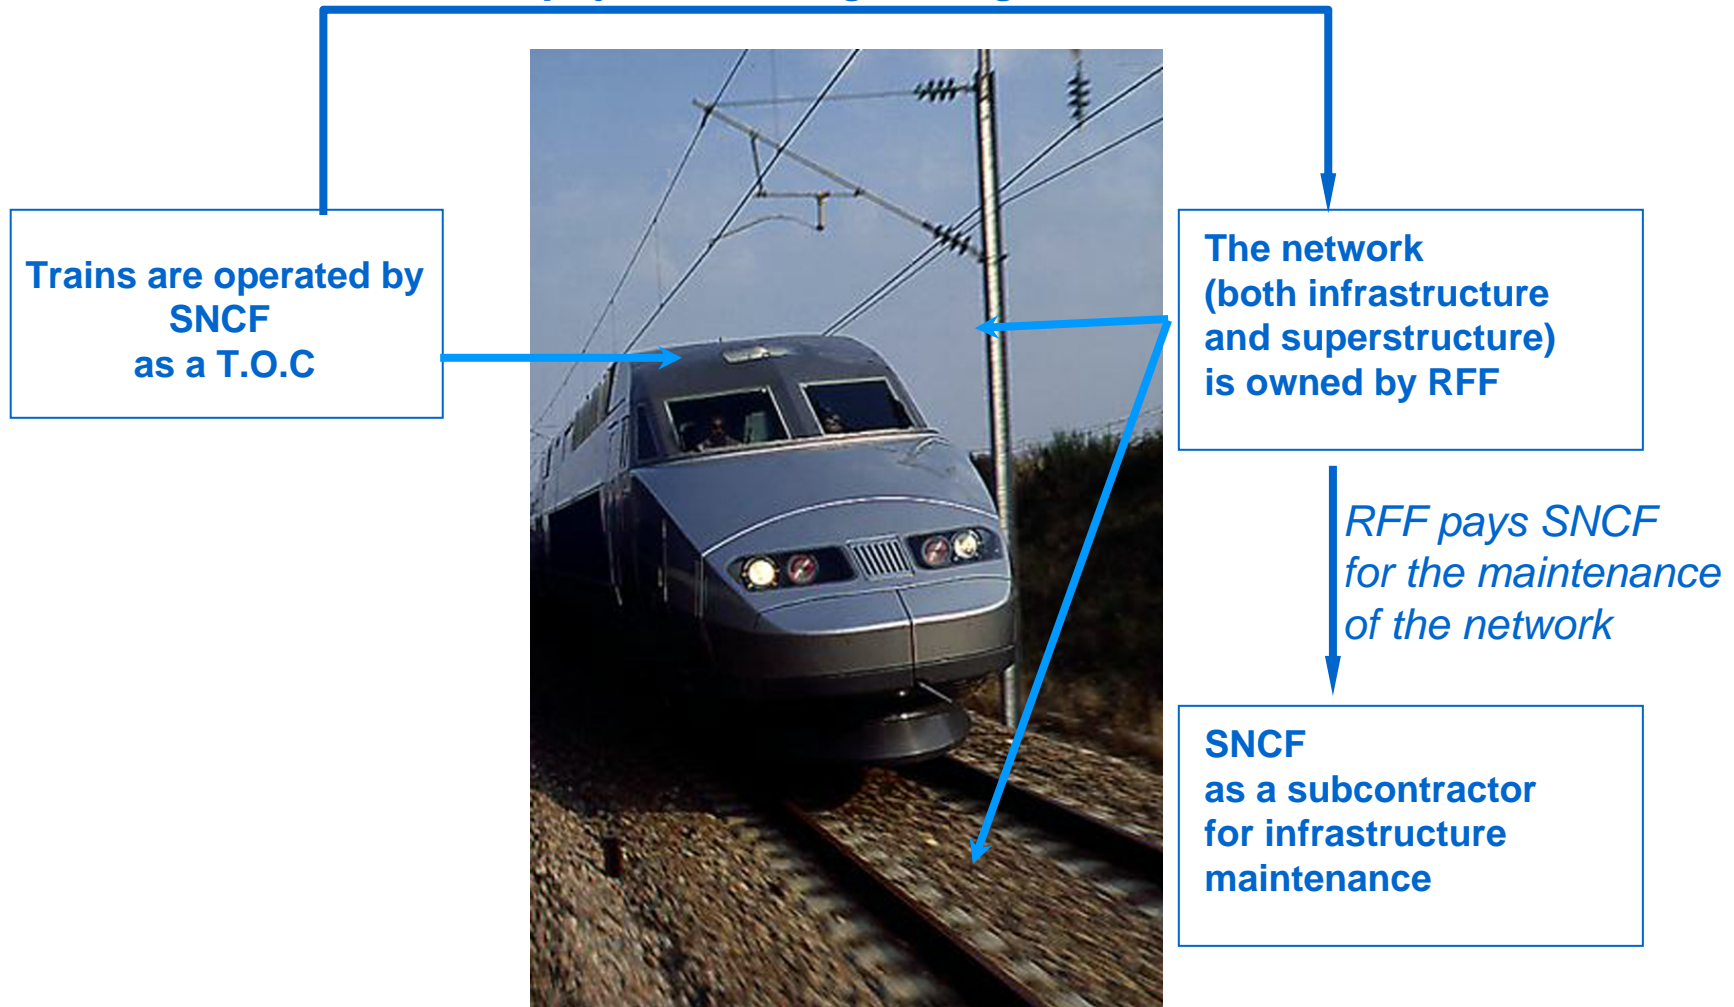 Trains are operated by
SNCF
as a T.O.C
The network
(both infrastructure
and superstructure)
is owned by RFF
RFF pays SNCF
for the maintenance
of the network
SNCF
as a subcontractor
for infrastructure
maintenance